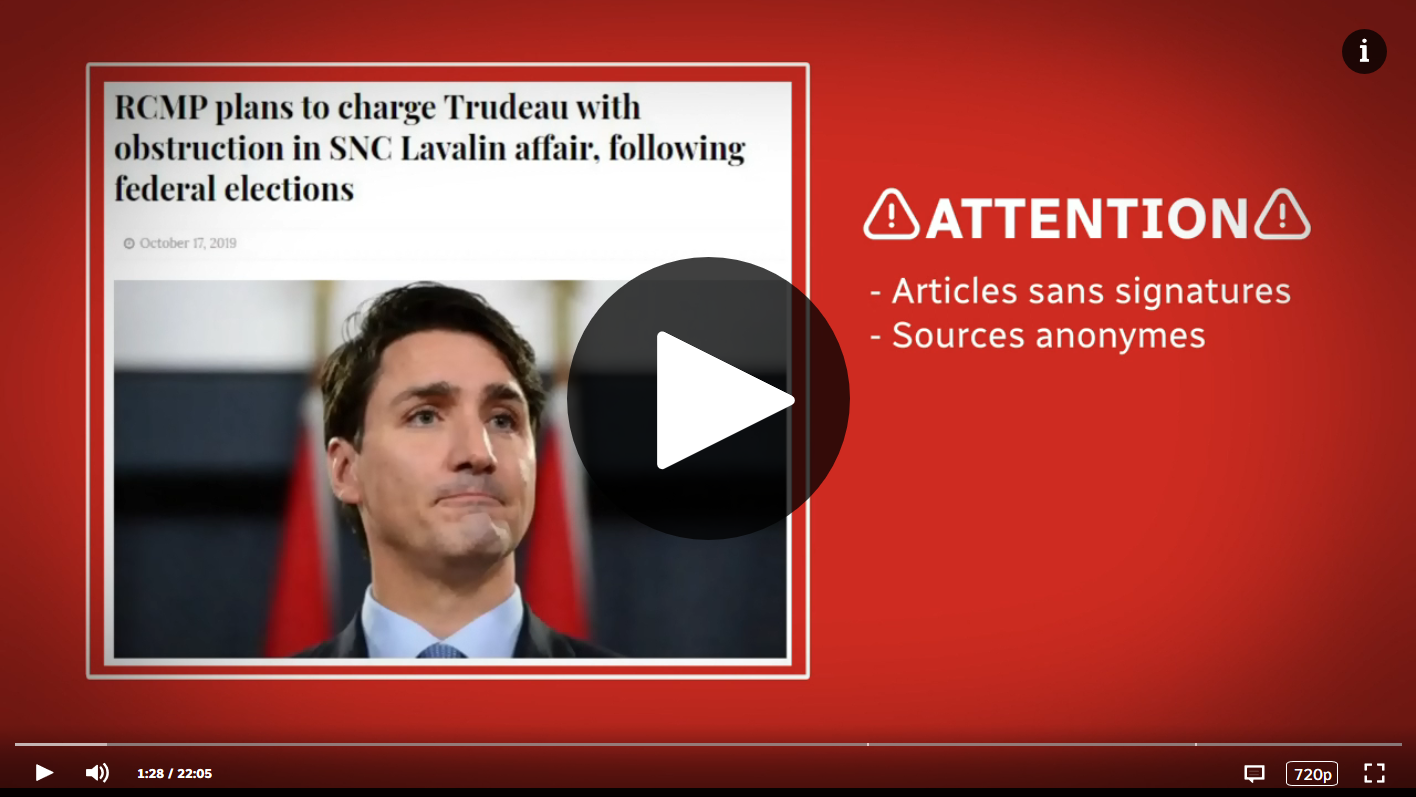 RCMP plans to charge Trudeau with
obstruction in SNC Lavalin affair, following
federal elections
October 17, 2019
ATTENTION
- Articles sans signatures
- Sources anonymes
1:28 / 22:05
720p